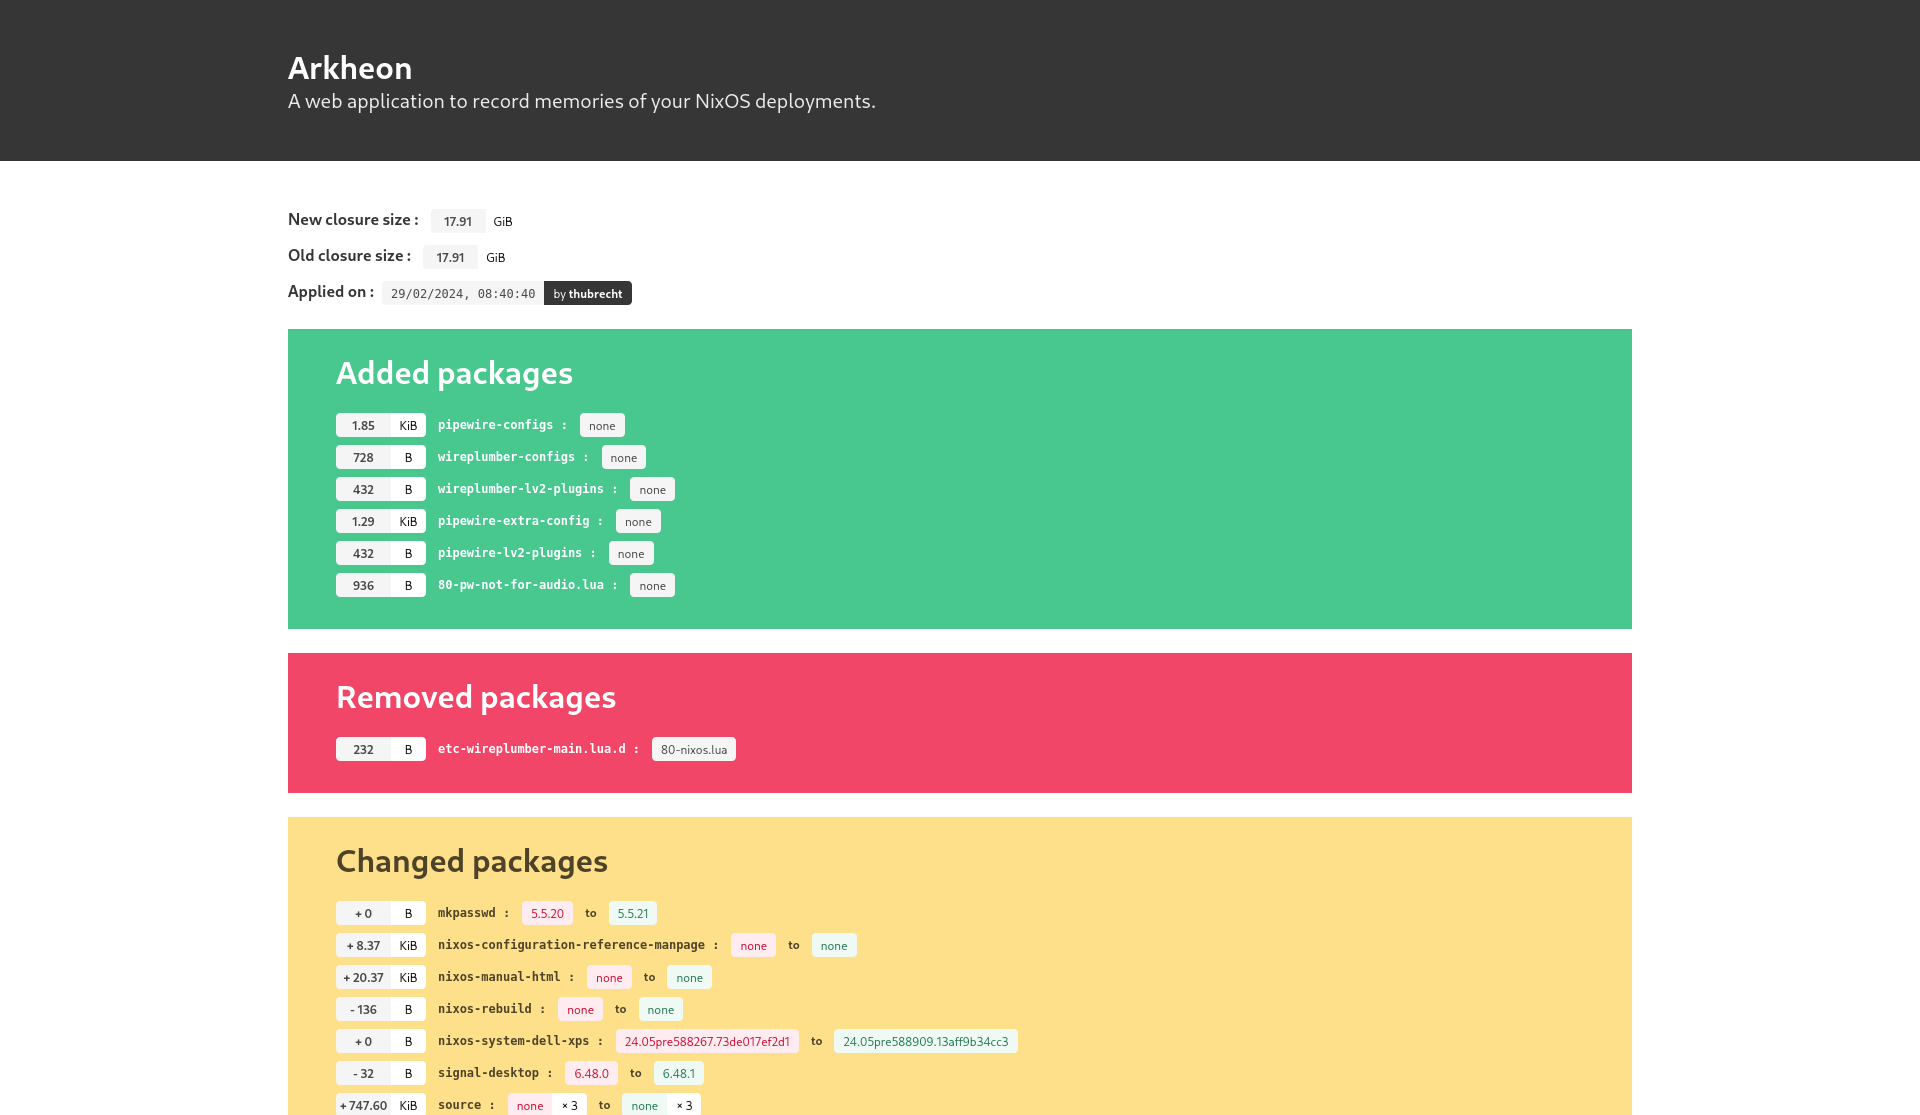 Arkheon
A web application to record memories of your NixOS deployments.
New closure size : 17.91 GiB
Old closure size : 17.91 GiB
Applied on : 29/02/2024, 08:40:40 by thubrecht
Added packages
1.85 KiB pipewire-configs : none
728 B wireplumber-configs : none
432 B wireplumber-lv2-plugins : none
1.29 KiB pipewire-extra-config : none
432 B pipewire-lv2-plugins : none
936 B 80-pw-not-for-audio.lua : none
Removed packages
232 B etc-wireplumber-main.lua.d : 80-nixos.lua
Changed packages
+ 0 B mkpasswd : 5.5.20 to 5.5.21
+ 8.37 KiB nixos-configuration-reference-manpage : none to none
+ 20.37 KiB nixos-manual-html : none to none
- 136 B nixos-rebuild : none to none
+ 0 B nixos-system-dell-xps : 24.05pre588267.73de017ef2d1 to 24.05pre588909.13aff9b34cc3
- 32 B signal-desktop : 6.48.0 to 6.48.1
+ 747.60 KiB source : none × 3 to none × 3